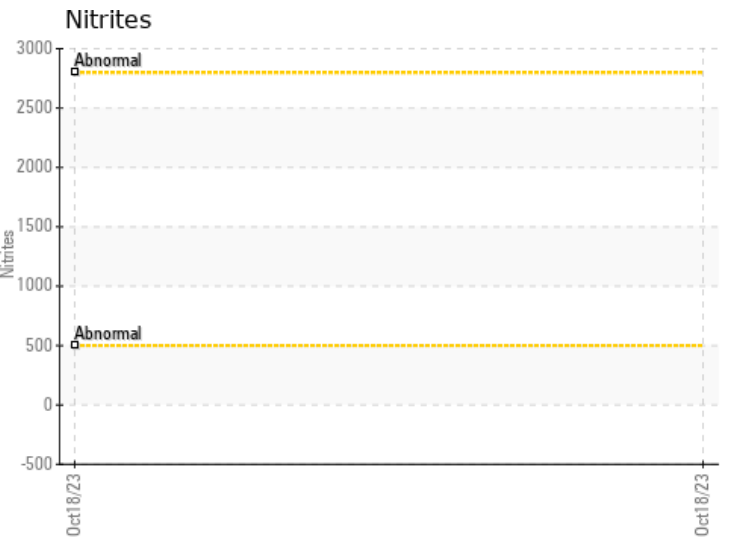 Nitrites
3000
Abnormal
2500
2000
1500
Nitrites
1000
Abnormal
500
0
-500
Oct18/23
Oct18/23